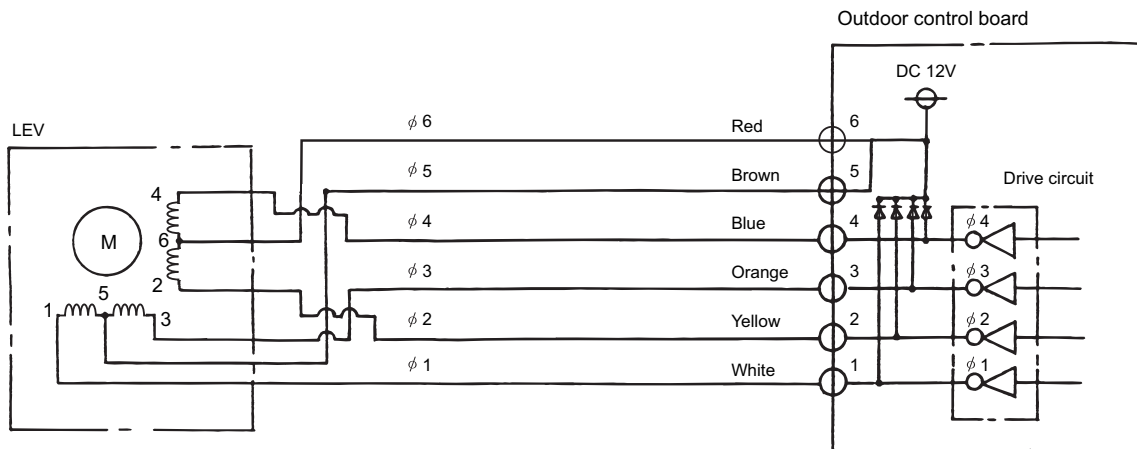 Outdoor control board
DC 12V
LEV
ϕ 6 Red 6
ϕ 5 Brown 5
Drive circuit
4
ϕ 4 Blue 4 ϕ 4
M
6
2
ϕ 3 Orange 3 ϕ 3
5
1 3
ϕ 2 Yellow 2 ϕ 2
ϕ 1 White 1 ϕ 1